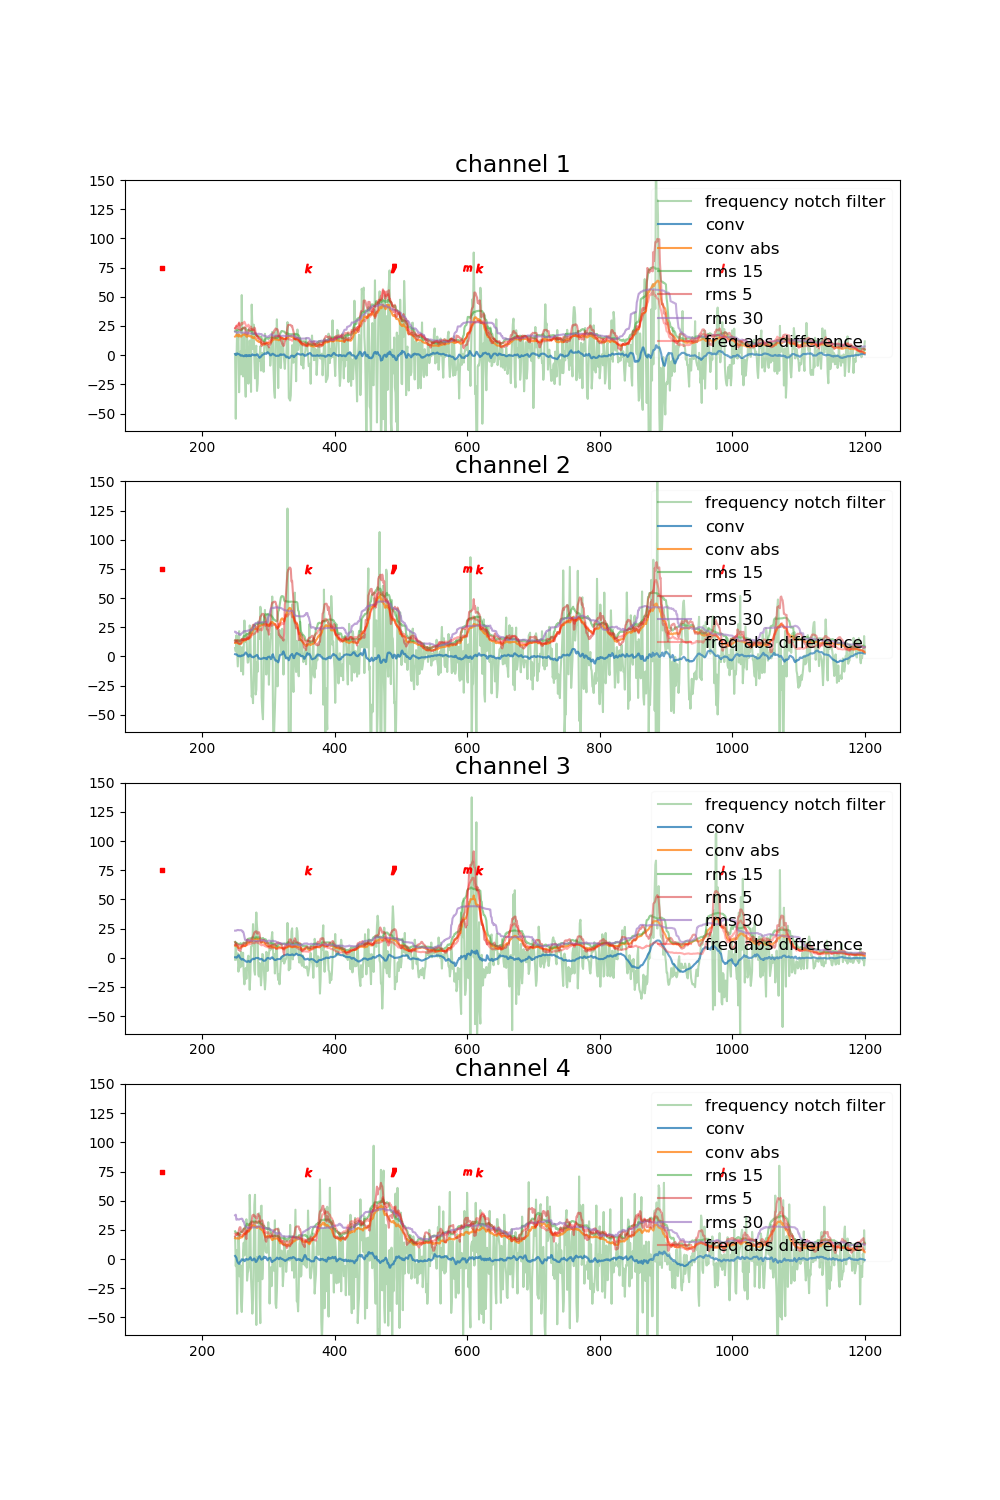 channel 1
150
125
100
75
50
25
0
−25
−50
k m k
frequency notch filter
conv
conv abs
rms 15
rms 5
rms 30
freq abs difference
200 400 600 800 1000 1200
channel 2
150
125
100
75
50
25
0
−25
−50
k m k
frequency notch filter
conv
conv abs
rms 15
rms 5
rms 30
freq abs difference
200 400 600 800 1000 1200
channel 3
150
125
100
75
50
25
0
−25
−50
k m k
frequency notch filter
conv
conv abs
rms 15
rms 5
rms 30
freq abs difference
200 400 600 800 1000 1200
channel 4
150
125
100
75
50
25
0
−25
−50
k m k
frequency notch filter
conv
conv abs
rms 15
rms 5
rms 30
freq abs difference
200 400 600 800 1000 1200